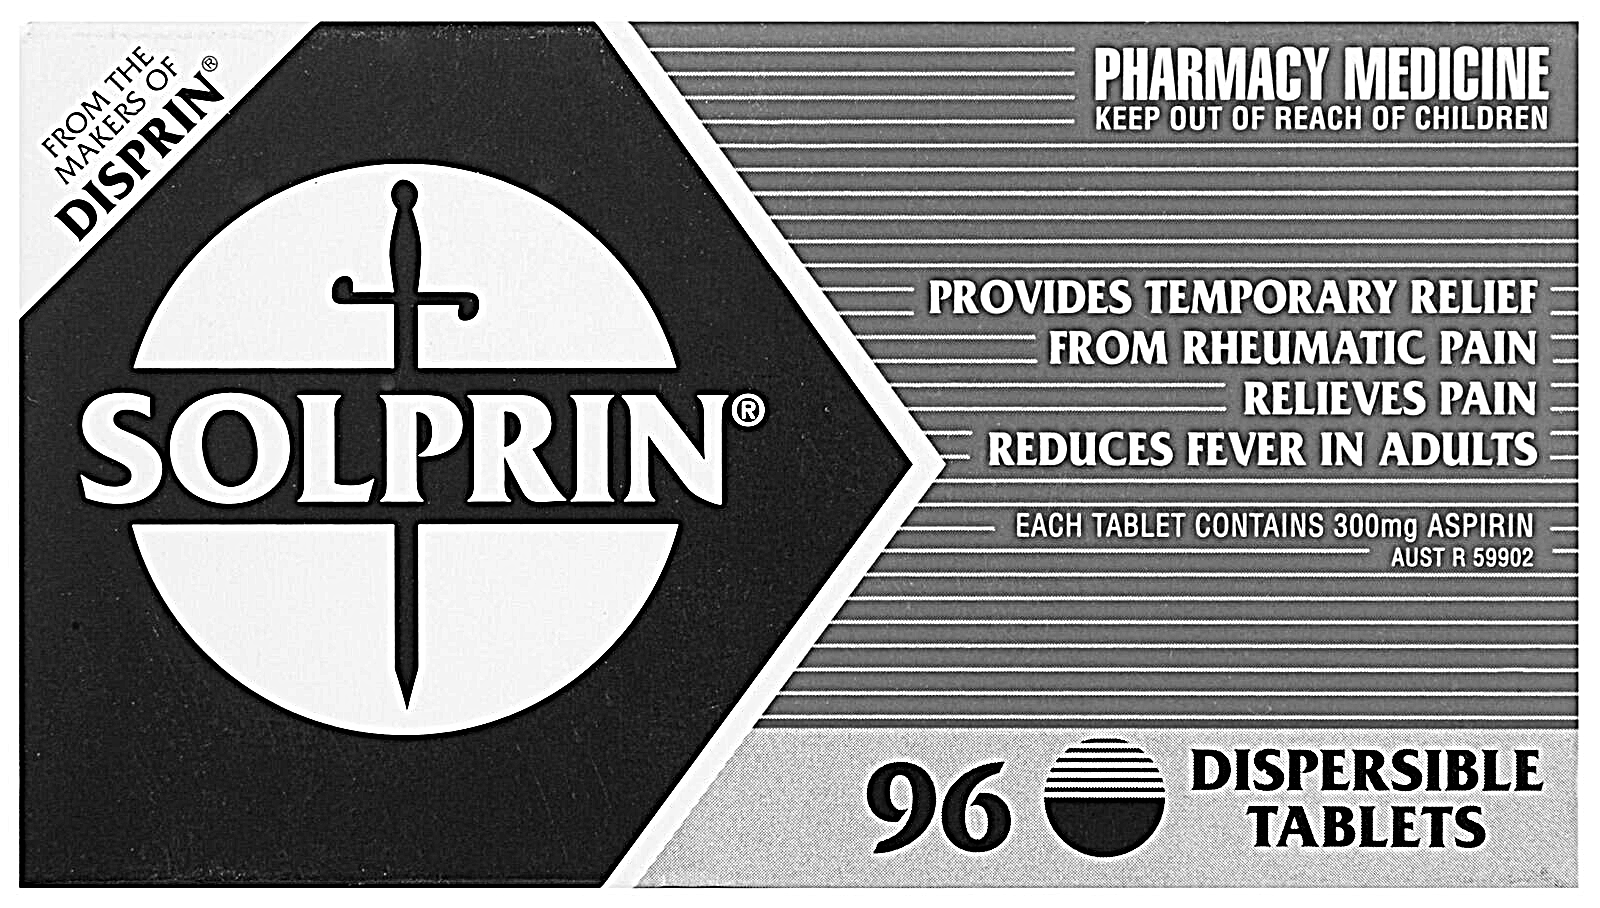 FROM THE
MAKERS OF
DISPRIN®
SOLPRIN®
PHARMACY MEDICINE
KEEP OUT OF REACH OF CHILDREN
PROVIDES TEMPORARY RELIEF
FROM RHEUMATIC PAIN
RELIEVES PAIN
REDUCES FEVER IN ADULTS
EACH TABLET CONTAINS 300mg ASPIRIN
AUST R 59902
96 DISPERSIBLE
TABLETS